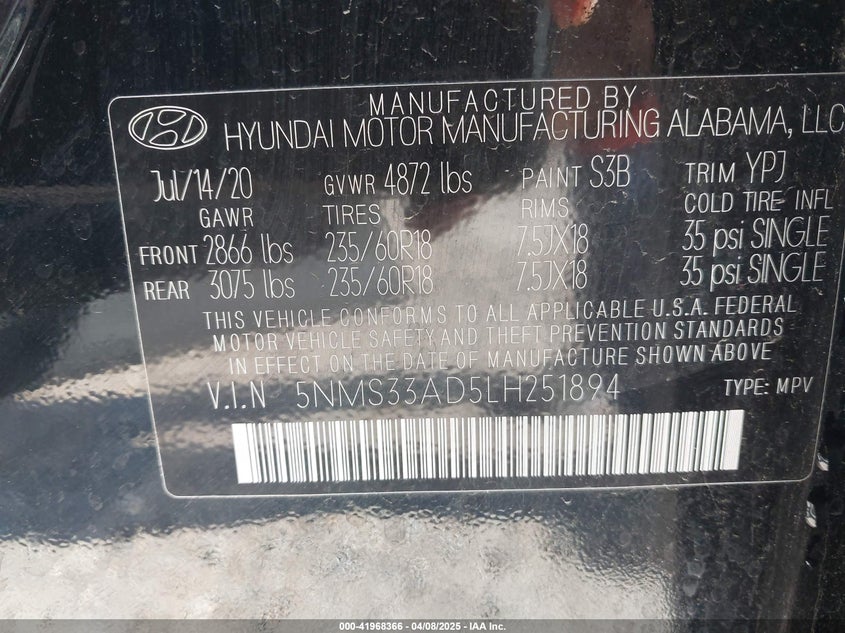 MANUFACTURED BY
HYUNDAI MOTOR MANUFACTURING ALABAMA, LLC
Jul/14/20 GVWR 4872 lbs PAINT S3B TRIM YPJ
GAWR TIRES RIMS COLD TIRE INFL
FRONT 2866 lbs 235/60R18 7.5JX18 35 psi SINGLE
REAR 3075 lbs 235/60R18 7.5JX18 35 psi SINGLE
THIS VEHICLE CONFORMS TO ALL APPLICABLE U.S.A. FEDERAL
MOTOR VEHICLE SAFETY AND THEFT PREVENTION STANDARDS
IN EFFECT ON THE DATE OF MANUFACTURE SHOWN ABOVE
V.I.N 5NMS33AD5LH251894 TYPE: MPV
000-41968366 - 04/08/2025 - IAA Inc.